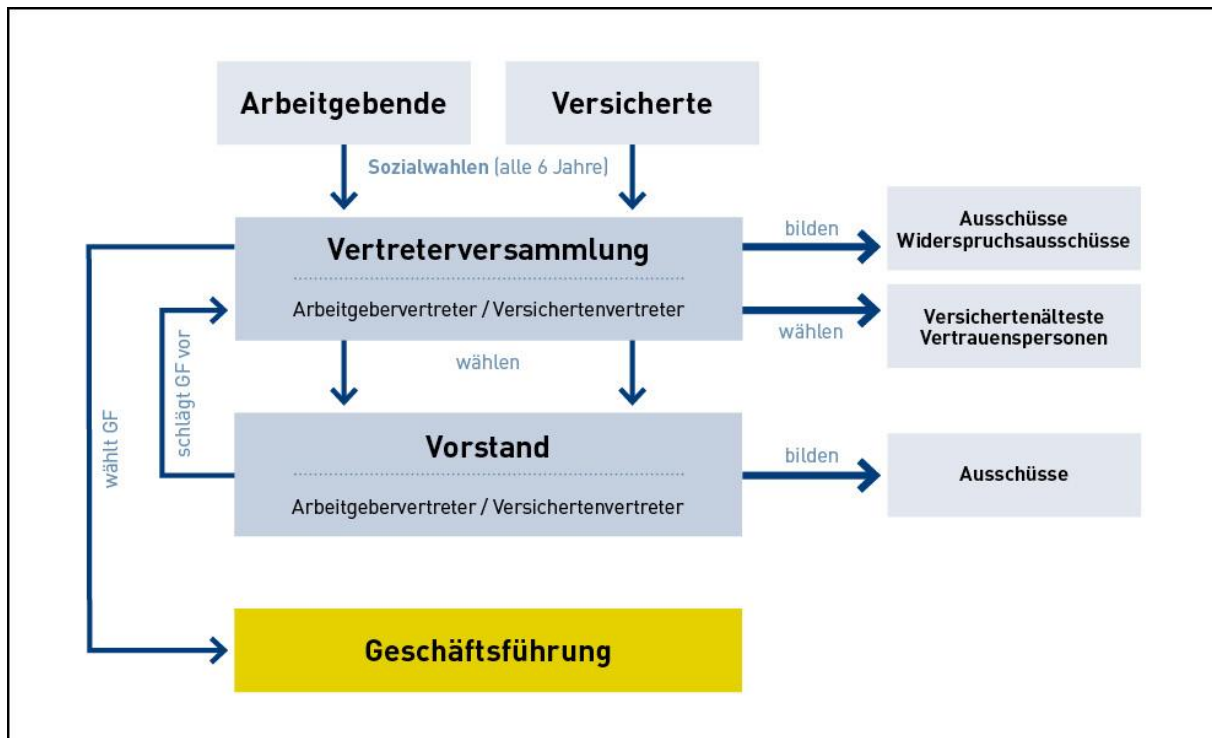 Arbeitgebende
Versicherte
Sozialwahlen (alle 6 Jahre)
Vertreterversammlung
Arbeitgebervertreter / Versichertenvertreter
bilden
Ausschüsse
Widerspruchsausschüsse
wählen
Versichertenälteste
Vertrauenspersonen
wählt GF
schlägt GF vor
wählen
Vorstand
Arbeitgebervertreter / Versichertenvertreter
bilden
Ausschüsse
Geschäftsführung